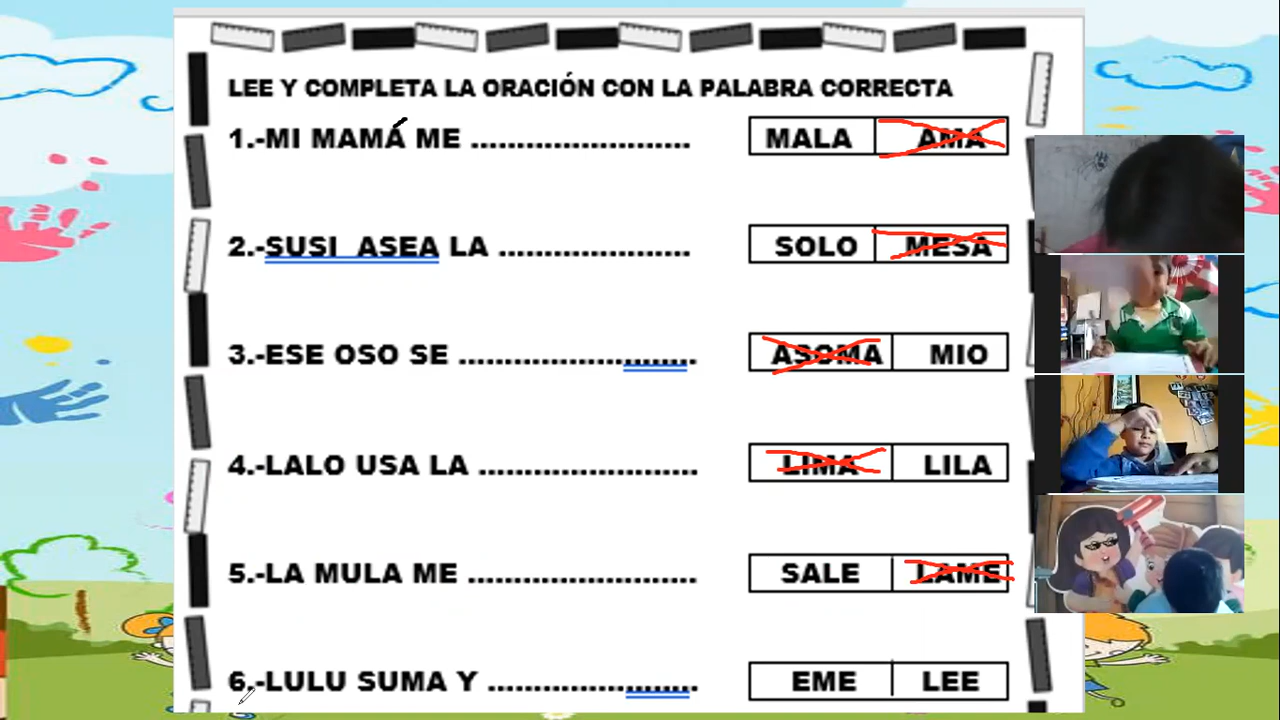 LEE Y COMPLETA LA ORACIÓN CON LA PALABRA CORRECTA
1.-MI MAMÁ ME ........................ MALA AMA
2.-SUSI ASEA LA ..................... MESA SOLO
3.-ESE OSO SE .......................... ASOMA MIO
4.-LALO USA LA ........................ LIMA LILA
5.-LA MULA ME ......................... SALE LAME
6.-LULU SUMA Y ....................... EME LEE